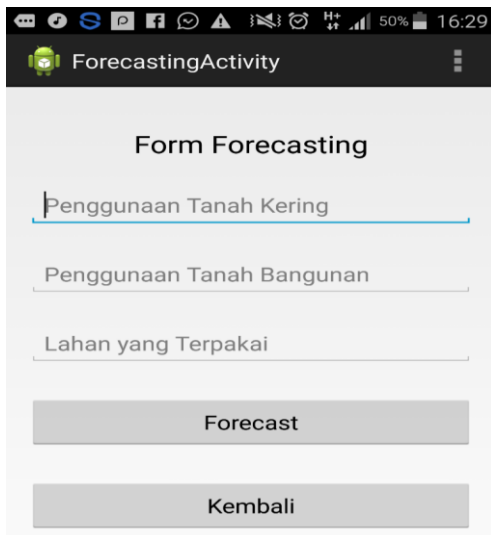 H+ 50% 16:29
ForecastingActivity
Form Forecasting
Penggunaan Tanah Kering
Penggunaan Tanah Bangunan
Lahan yang Terpakai
Forecast
Kembali